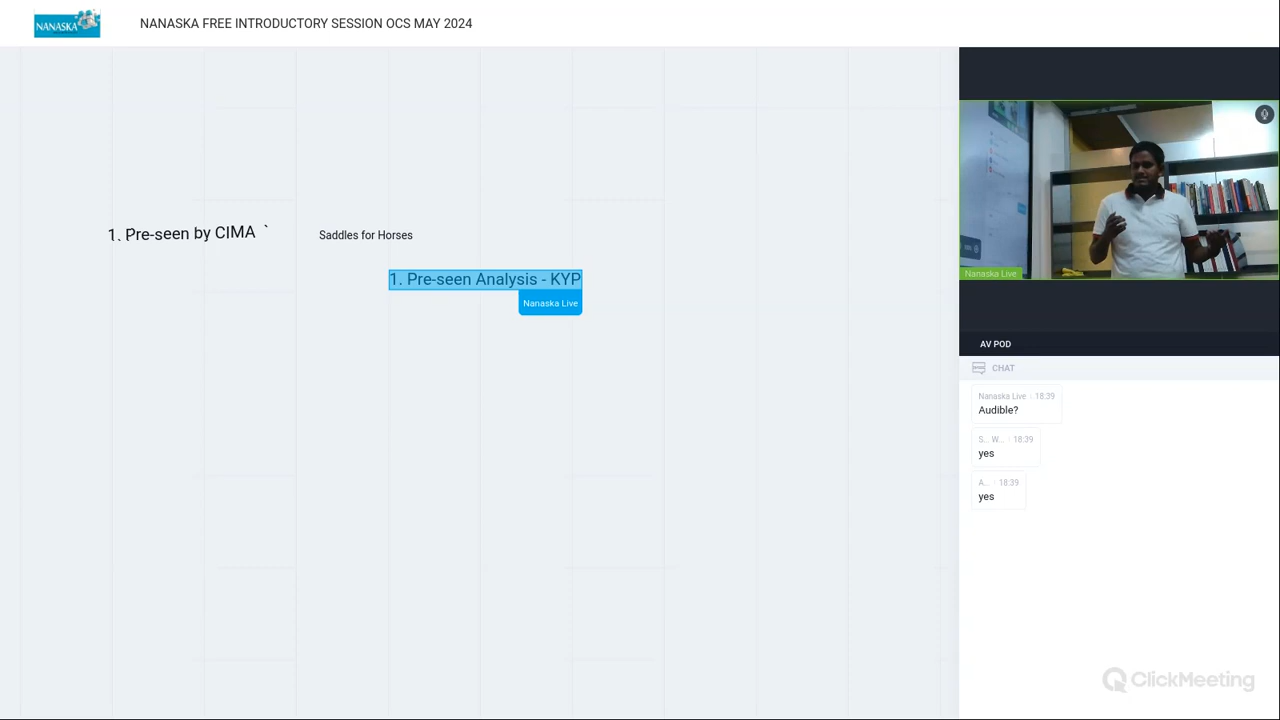 NANASKA
NANASKA FREE INTRODUCTORY SESSION OCS MAY 2024
1. Pre-seen by CIMA `
Saddles for Horses
1. Pre-seen Analysis - KYP
Nanaska Live
Nanaska Live
AV POD
CHAT
Nanaska Live 18:39
Audible?
S... W... 18:39
yes
A... 18:39
yes
ClickMeeting